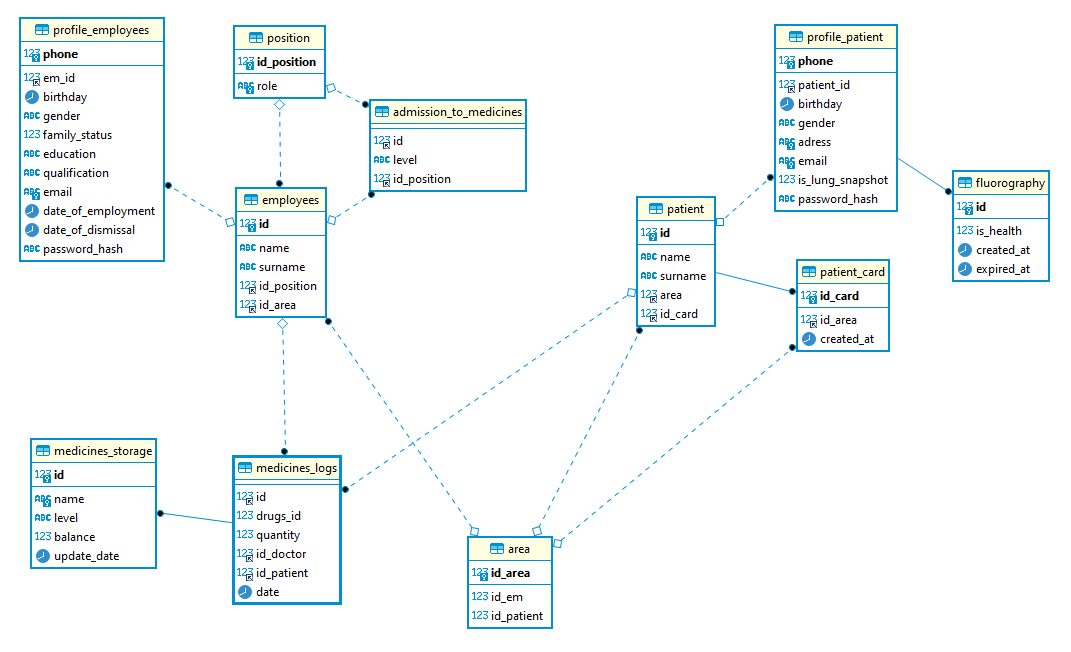 profile_employees
123 phone
123 em_id
birthday
ABC gender
123 family_status
ABC education
ABC qualification
ABC email
date_of_employment
date_of_dismissal
ABC password_hash
position
123 id_position
ABC role
admission_to_medicines
123 id
ABC level
123 id_position
employees
123 id
ABC name
ABC surname
123 id_position
123 id_area
profile_patient
123 phone
123 patient_id
birthday
ABC gender
ABC adress
ABC email
123 is_lung_snapshot
ABC password_hash
fluorography
123 id
123 is_health
created_at
expired_at
patient
123 id
ABC name
ABC surname
123 area
123 id_card
patient_card
123 id_card
123 id_area
created_at
medicines_storage
123 id
ABC name
ABC level
123 balance
update_date
medicines_logs
123 id
123 drugs_id
123 quantity
123 id_doctor
123 id_patient
date
area
123 id_area
123 id_em
123 id_patient